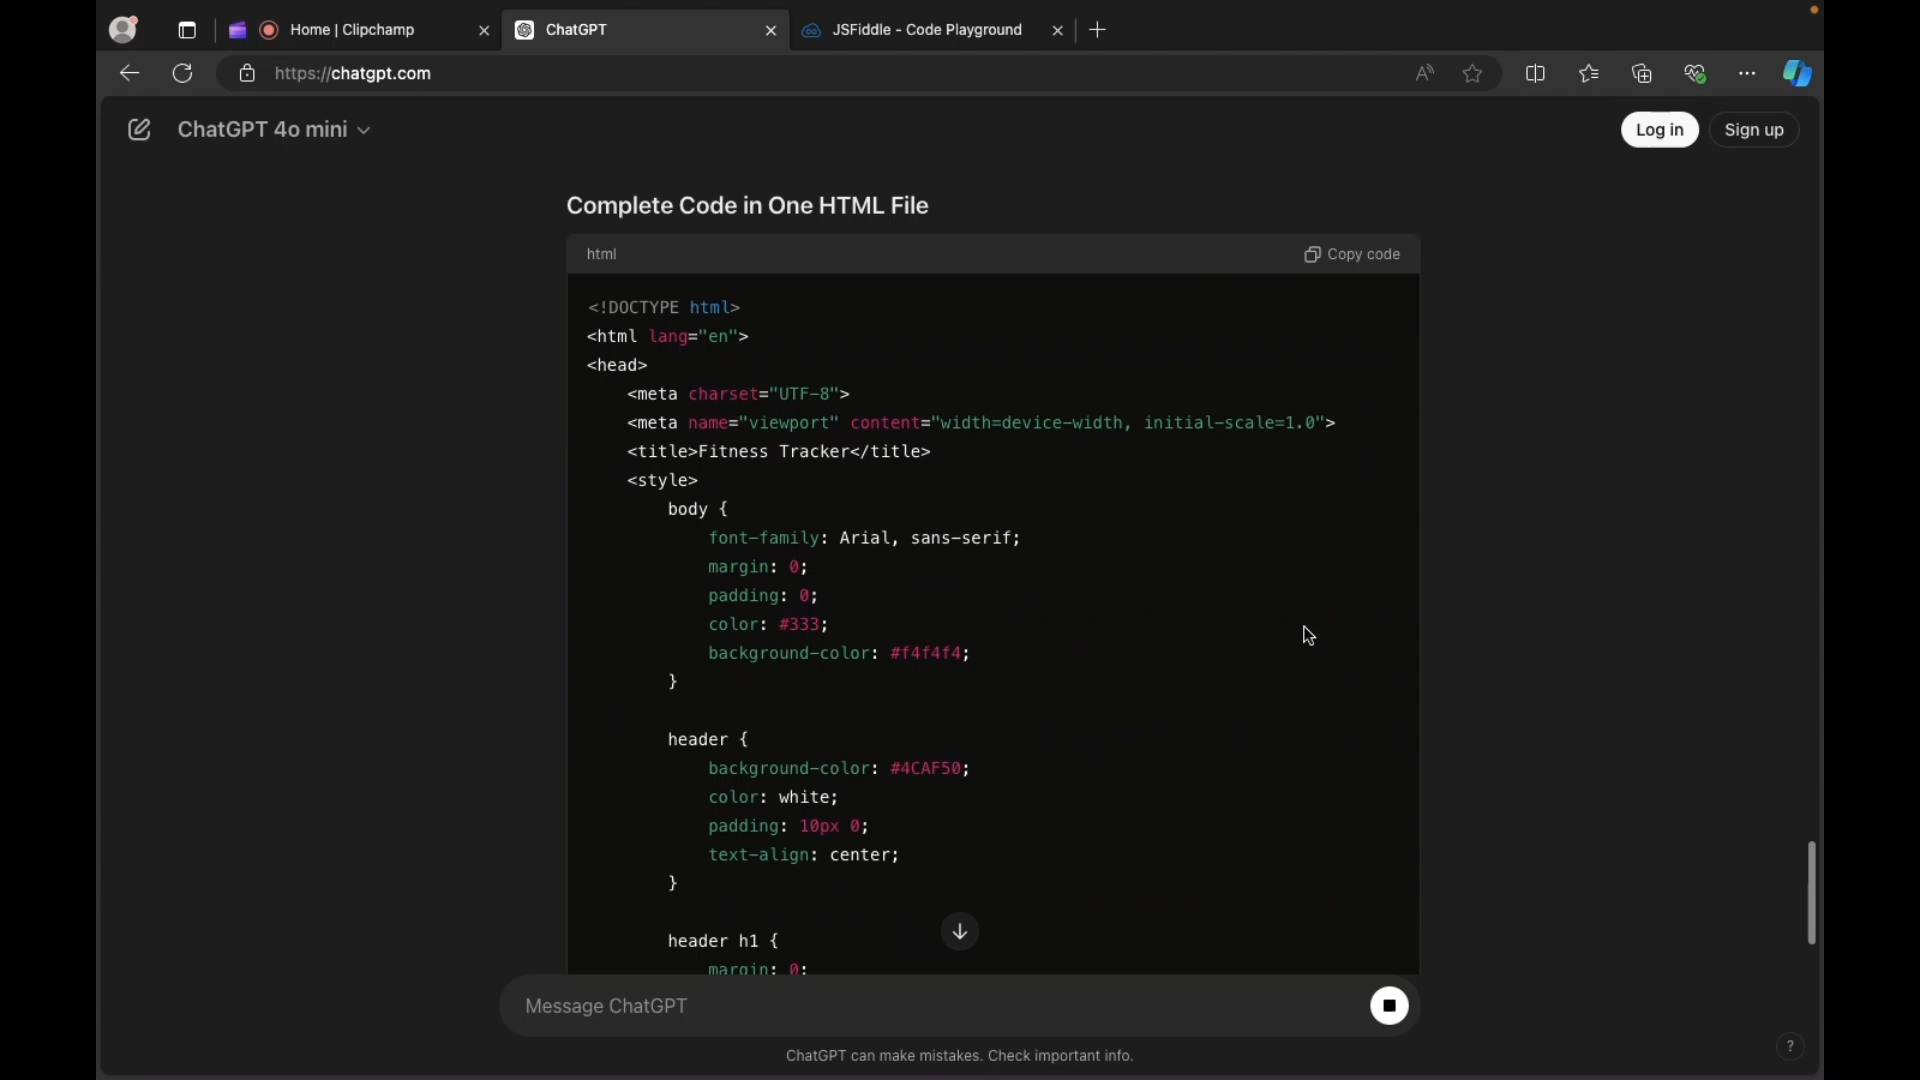 Home | Clipchamp
ChatGPT
JSFiddle - Code Playground
https://chatgpt.com
ChatGPT 4o mini
Log in
Sign up
Complete Code in One HTML File
html
Copy code
<!DOCTYPE html>
<html lang="en">
<head>
    <meta charset="UTF-8">
    <meta name="viewport" content="width=device-width, initial-scale=1.0">
    <title>Fitness Tracker</title>
    <style>
        body {
            font-family: Arial, sans-serif;
            margin: 0;
            padding: 0;
            color: #333;
            background-color: #f4f4f4;
        }
        header {
            background-color: #4CAF50;
            color: white;
            padding: 10px 0;
            text-align: center;
        }
        header h1 {
            margin: 0;
Message ChatGPT
ChatGPT can make mistakes. Check important info.
?